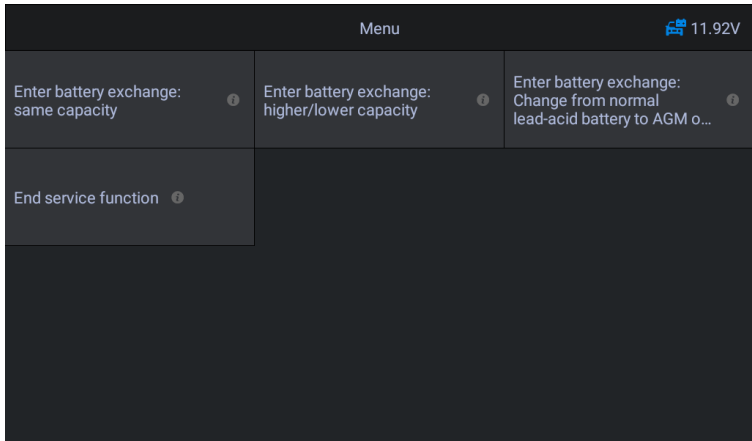 Menu
11.92V
Enter battery exchange:
same capacity
Enter battery exchange:
higher/lower capacity
Enter battery exchange:
Change from normal
lead-acid battery to AGM o...
End service function